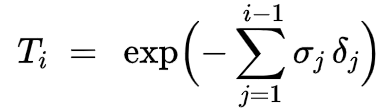 T_i = exp(− ∑_{j=1}^{i−1} σ_j δ_j)